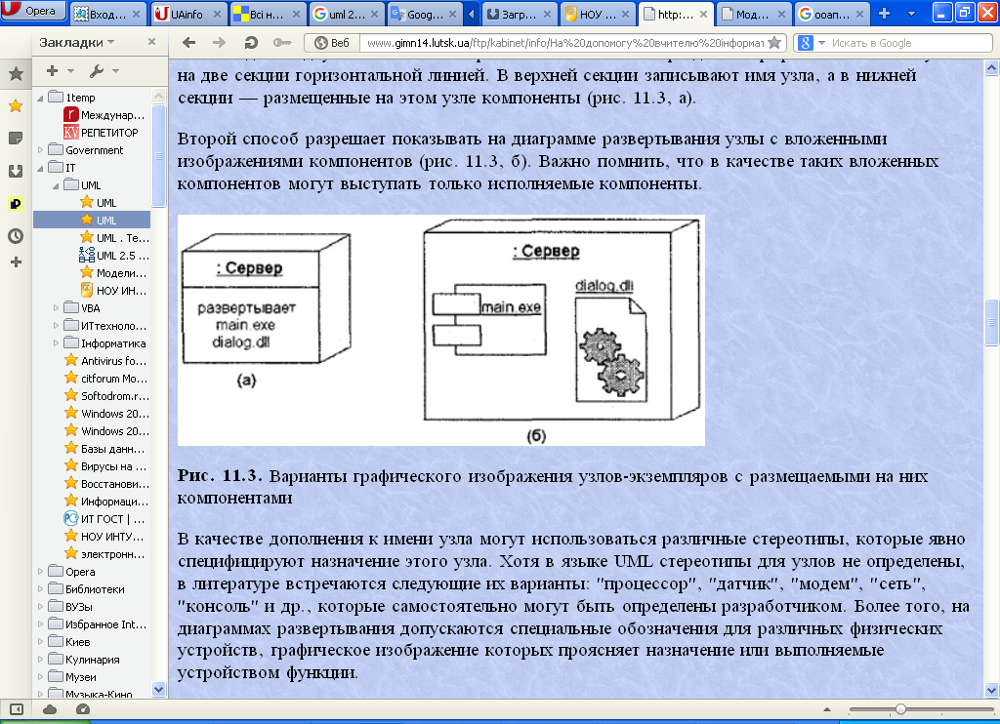 Opera
Входя...
UAinfo
Всі н...
uml 2...
Goog...
Загр...
НОУ ...
http:...
Мод...
ооап...
Закладки
Веб
www.gimn14.lutsk.ua/ftp/kabinet/info/На%20допомогу%20вчителю%20інформат
Искать в Google
1temp
Междунар...
РЕПЕТИТОР
Government
IT
UML
UML
UML
UML . Те...
UML 2.5 ...
Модели...
НОУ ИН...
VBA
ИТтехноло...
Інформатика
Antivirus fo...
citforum Мо...
Softodrom.r...
Windows 20...
Windows 20...
Базы данн...
Вирусы на ...
Восстанови...
Информаци...
ИТ ГОСТ | ...
НОУ ИНТУ...
электронн...
Opera
Библиотеки
ВУЗы
Избранное Int...
Киев
Кулинария
Музеи
Музыка-Кино
на две секции горизонтальной линией. В верхней секции записывают имя узла, а в нижней
секции — размещенные на этом узле компоненты (рис. 11.3, а).
Второй способ разрешает показывать на диаграмме развертывания узлы с вложенными
изображениями компонентов (рис. 11.3, б). Важно помнить, что в качестве таких вложенных
компонентов могут выступать только исполняемые компоненты.
: Сервер
развертывает
main.exe
dialog.dll
(а)
: Сервер
main.exe
dialog.dll
(б)
Рис. 11.3. Варианты графического изображения узлов-экземпляров с размещаемыми на них
компонентами
В качестве дополнения к имени узла могут использоваться различные стереотипы, которые явно
специфицируют назначение этого узла. Хотя в языке UML стереотипы для узлов не определены,
в литературе встречаются следующие их варианты: "процессор", "датчик", "модем", "сеть",
"консоль" и др., которые самостоятельно могут быть определены разработчиком. Более того, на
диаграммах развертывания допускаются специальные обозначения для различных физических
устройств, графическое изображение которых проясняет назначение или выполняемые
устройством функции.